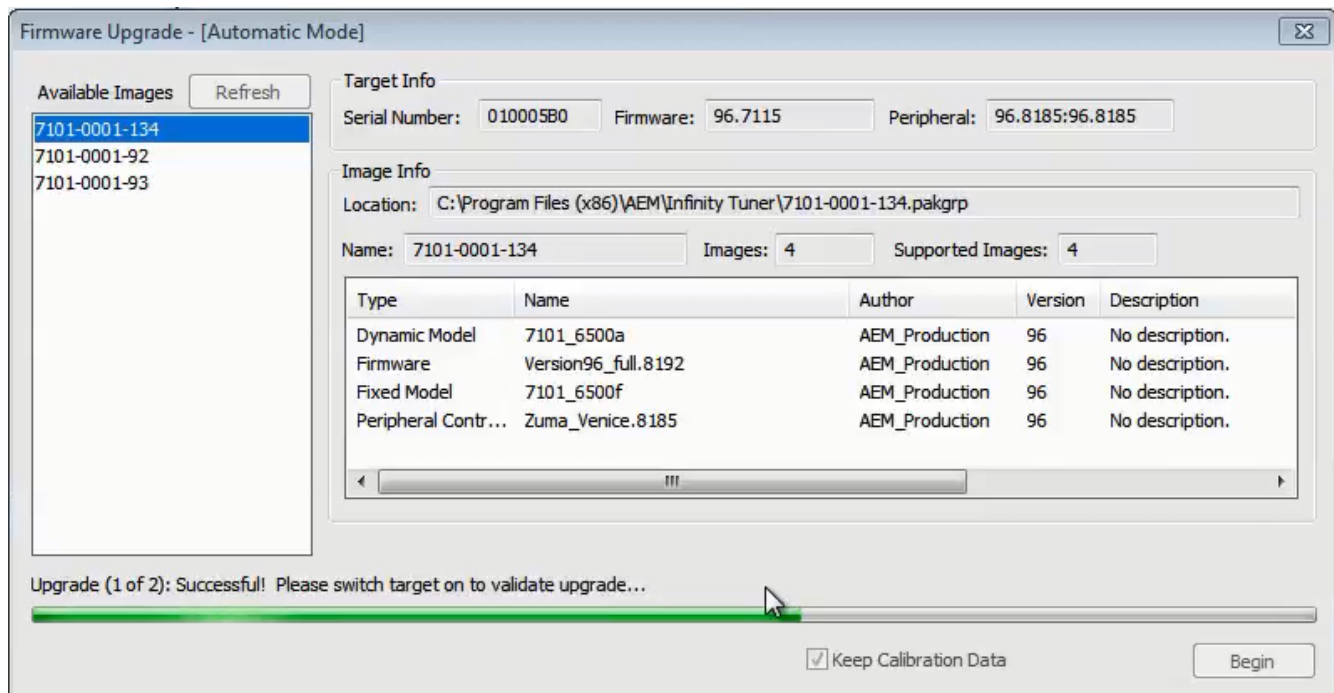 Firmware Upgrade - [Automatic Mode]
Available Images
Refresh
7101-0001-134
7101-0001-92
7101-0001-93
Target Info
Serial Number: 010005B0 Firmware: 96.7115 Peripheral: 96.8185:96.8185
Image Info
Location: C:\Program Files (x86)\AEM\Infinity Tuner\7101-0001-134.pakgrp
Name: 7101-0001-134 Images: 4 Supported Images: 4
Type Name Author Version Description
Dynamic Model 7101_6500a AEM_Production 96 No description.
Firmware Version96_full.8192 AEM_Production 96 No description.
Fixed Model 7101_6500f AEM_Production 96 No description.
Peripheral Contr... Zuma_Venice.8185 AEM_Production 96 No description.
Upgrade (1 of 2): Successful! Please switch target on to validate upgrade...
Keep Calibration Data
Begin